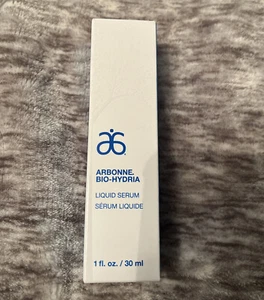 ARBONNE.
BIO-HYDRIA
LIQUID SERUM
SÉRUM LIQUIDE
1 fl. oz. / 30 ml